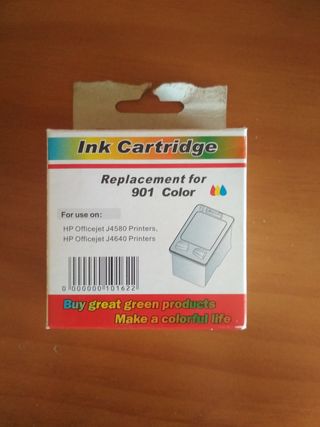 Ink Cartridge
Replacement for
901 Color
For use on:
HP Officejet J4580 Printers,
HP Officejet J4640 Printers
0 000000 101622
Buy great green products
Make a colorful life